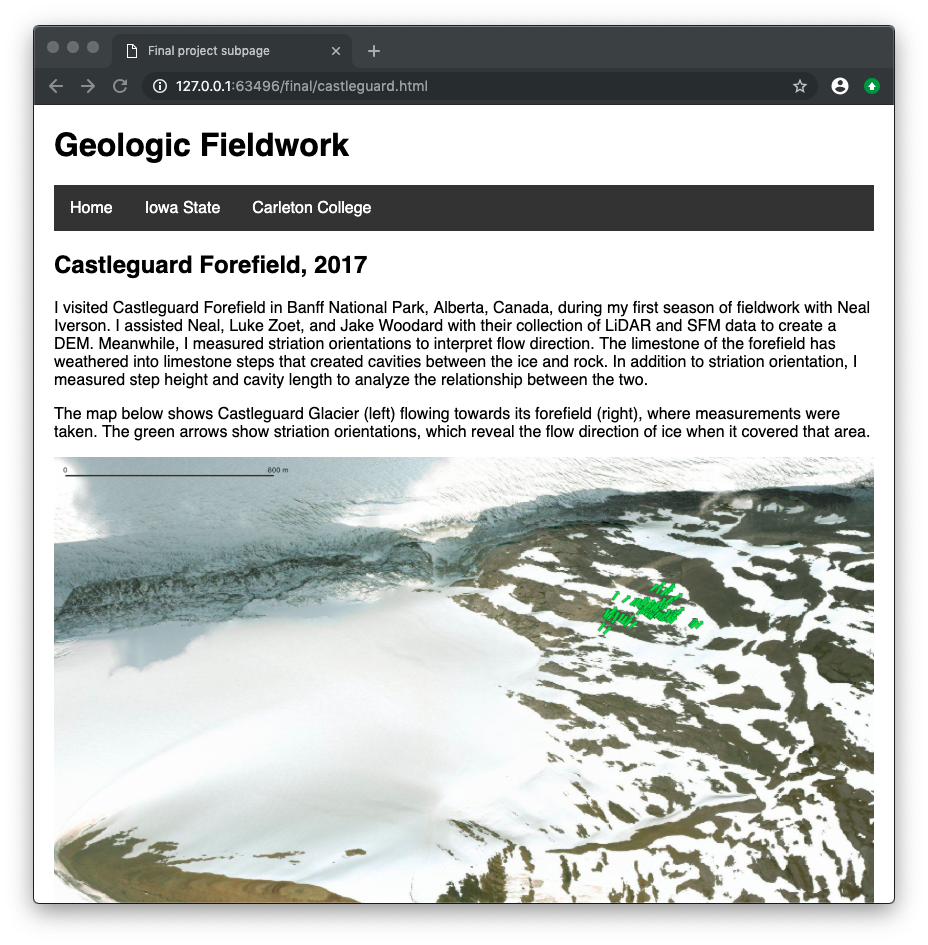 Final project subpage
127.0.0.1:63496/final/castleguard.html
Geologic Fieldwork
Home Iowa State Carleton College
Castleguard Forefield, 2017
I visited Castleguard Forefield in Banff National Park, Alberta, Canada, during my first season of fieldwork with Neal
Iverson. I assisted Neal, Luke Zoet, and Jake Woodard with their collection of LiDAR and SFM data to create a
DEM. Meanwhile, I measured striation orientations to interpret flow direction. The limestone of the forefield has
weathered into limestone steps that created cavities between the ice and rock. In addition to striation orientation, I
measured step height and cavity length to analyze the relationship between the two.
The map below shows Castleguard Glacier (left) flowing towards its forefield (right), where measurements were
taken. The green arrows show striation orientations, which reveal the flow direction of ice when it covered that area.
0 800 m